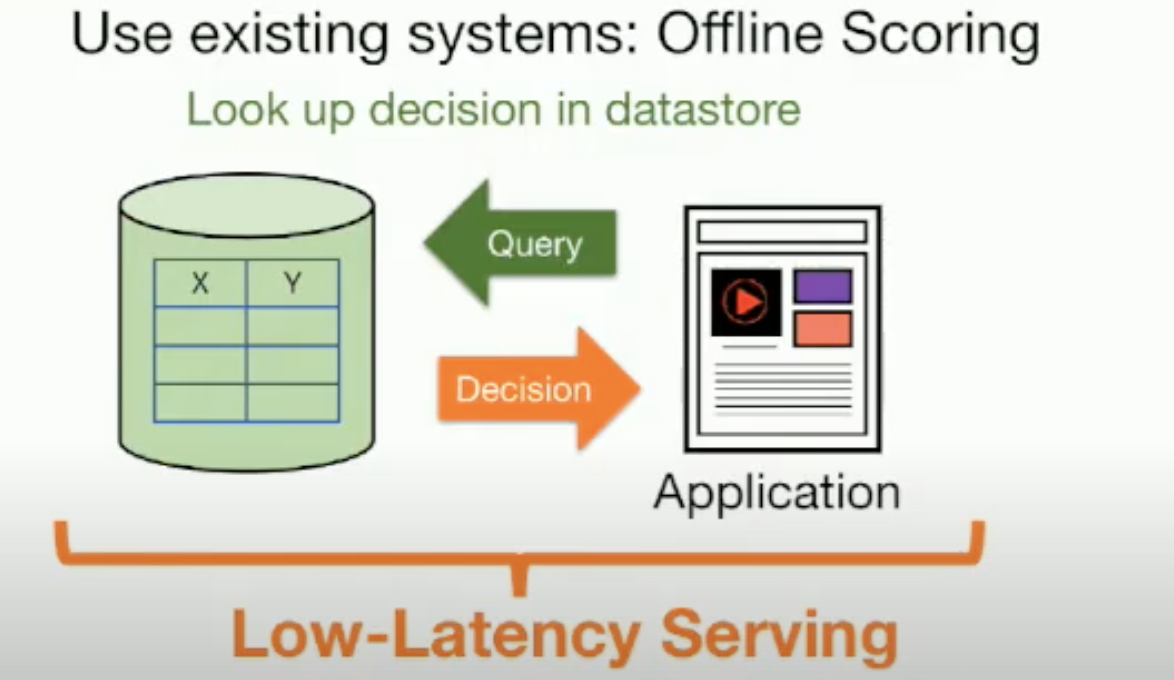 Use existing systems: Offline Scoring
Look up decision in datastore
Query
X Y
Decision
Application
Low-Latency Serving